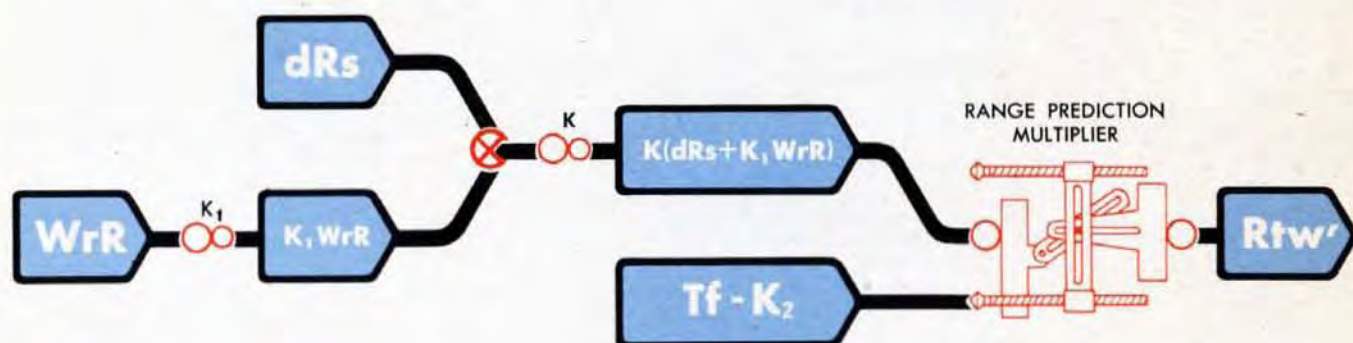 dRs
K
RANGE PREDICTION
MULTIPLIER
K(dRs+K₁WrR)
WrR
K₁
K₁WrR
Rtw'
Tf-K₂